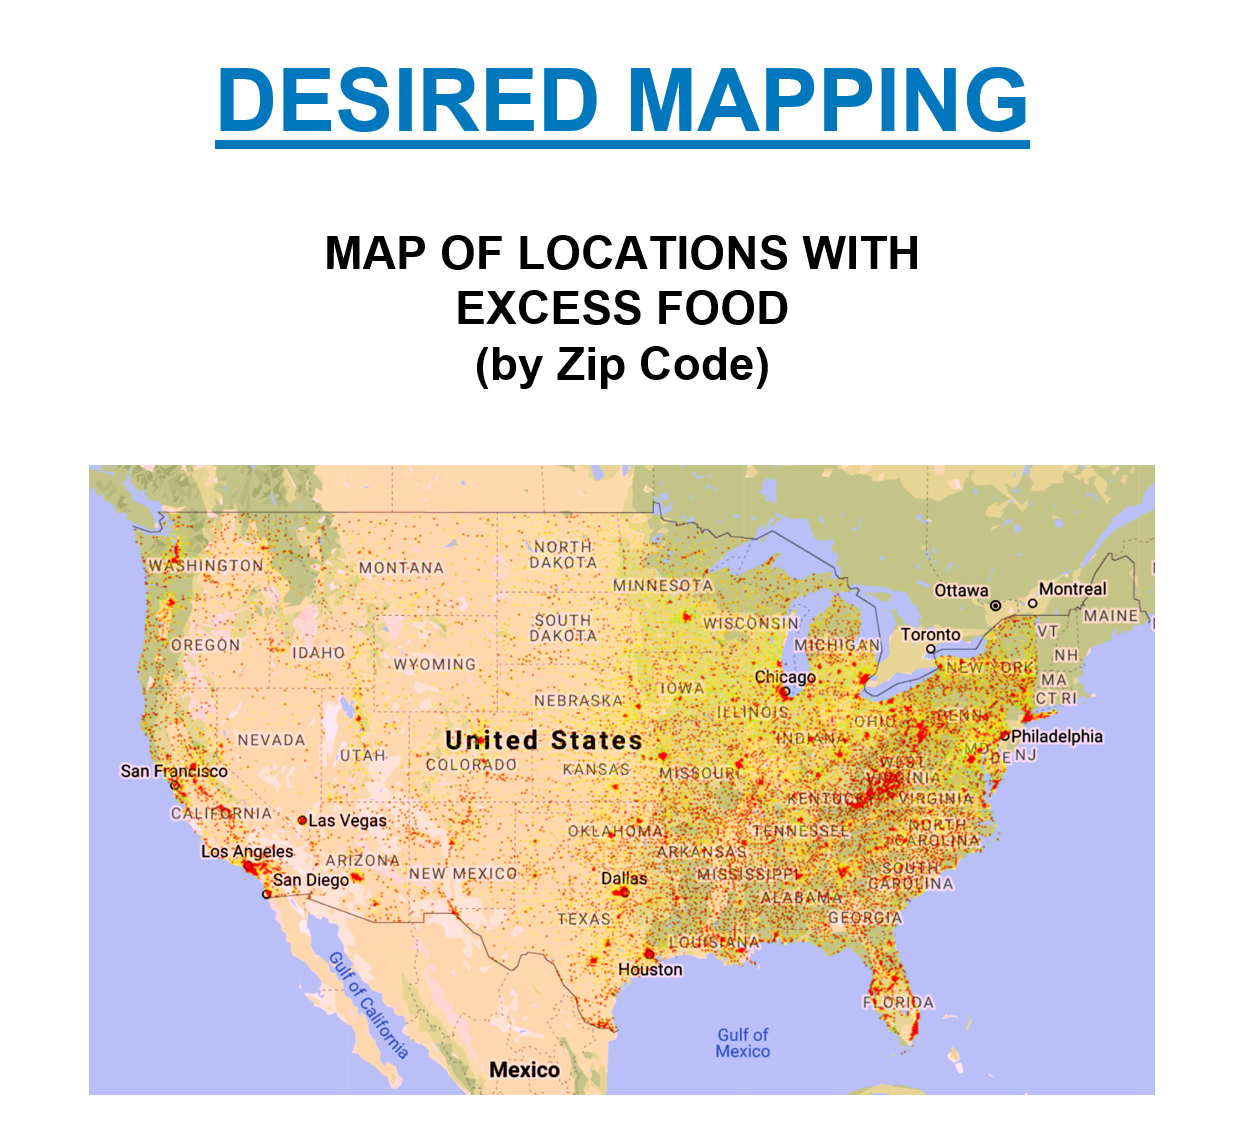 DESIRED MAPPING
MAP OF LOCATIONS WITH
EXCESS FOOD
(by Zip Code)
WASHINGTON
MONTANA
NORTH
DAKOTA
MINNESOTA
Ottawa
Montreal
MAINE
OREGON
IDAHO
SOUTH
DAKOTA
WISCONSIN
MICHIGAN
Toronto
VT
NH
WYOMING
NEW YORK
MA
CT RI
Chicago
IOWA
NEBRASKA
ILLINOIS
OHIO
PENN
INDIANA
Philadelphia
NEVADA
United States
UTAH
COLORADO
KANSAS
MISSOURI
MD
DE
NJ
WEST
VIRGINIA
San Francisco
CALIFORNIA
Las Vegas
KENTUCKY
VIRGINIA
OKLAHOMA
TENNESSEE
NORTH
CAROLINA
Los Angeles
ARIZONA
NEW MEXICO
ARKANSAS
San Diego
Dallas
MISSISSIPPI
SOUTH
CAROLINA
ALABAMA
TEXAS
GEORGIA
LOUISIANA
Houston
Gulf of California
FLORIDA
Gulf of
Mexico
Mexico